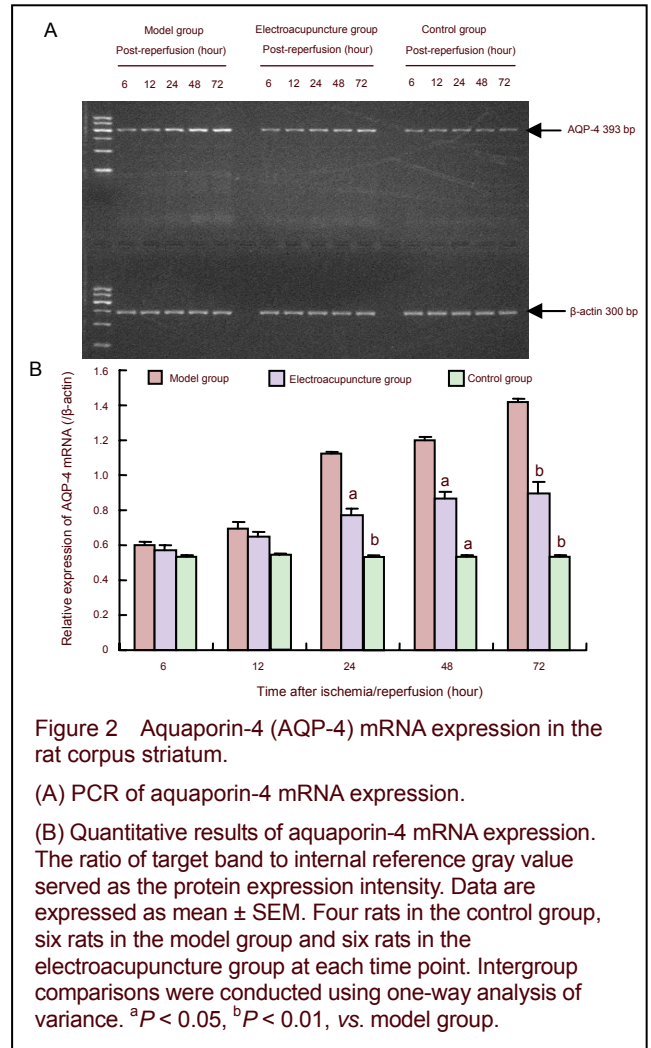 A
Model group Electroacupuncture group Control group
Post-reperfusion (hour) Post-reperfusion (hour) Post-reperfusion (hour)
6 12 24 48 72 6 12 24 48 72 6 12 24 48 72
AQP-4 393 bp
β-actin 300 bp
B
Relative expression of AQP-4 mRNA (/β-actin)
1.6
1.4
1.2
1.0
0.8
0.6
0.4
0.2
0
Model group Electroacupuncture group Control group
a b a a b b
6 12 24 48 72
Time after ischemia/reperfusion (hour)
Figure 2 Aquaporin-4 (AQP-4) mRNA expression in the
rat corpus striatum.
(A) PCR of aquaporin-4 mRNA expression.
(B) Quantitative results of aquaporin-4 mRNA expression.
The ratio of target band to internal reference gray value
served as the protein expression intensity. Data are
expressed as mean ± SEM. Four rats in the control group,
six rats in the model group and six rats in the
electroacupuncture group at each time point. Intergroup
comparisons were conducted using one-way analysis of
variance. ᵃP < 0.05, ᵇP < 0.01, vs. model group.